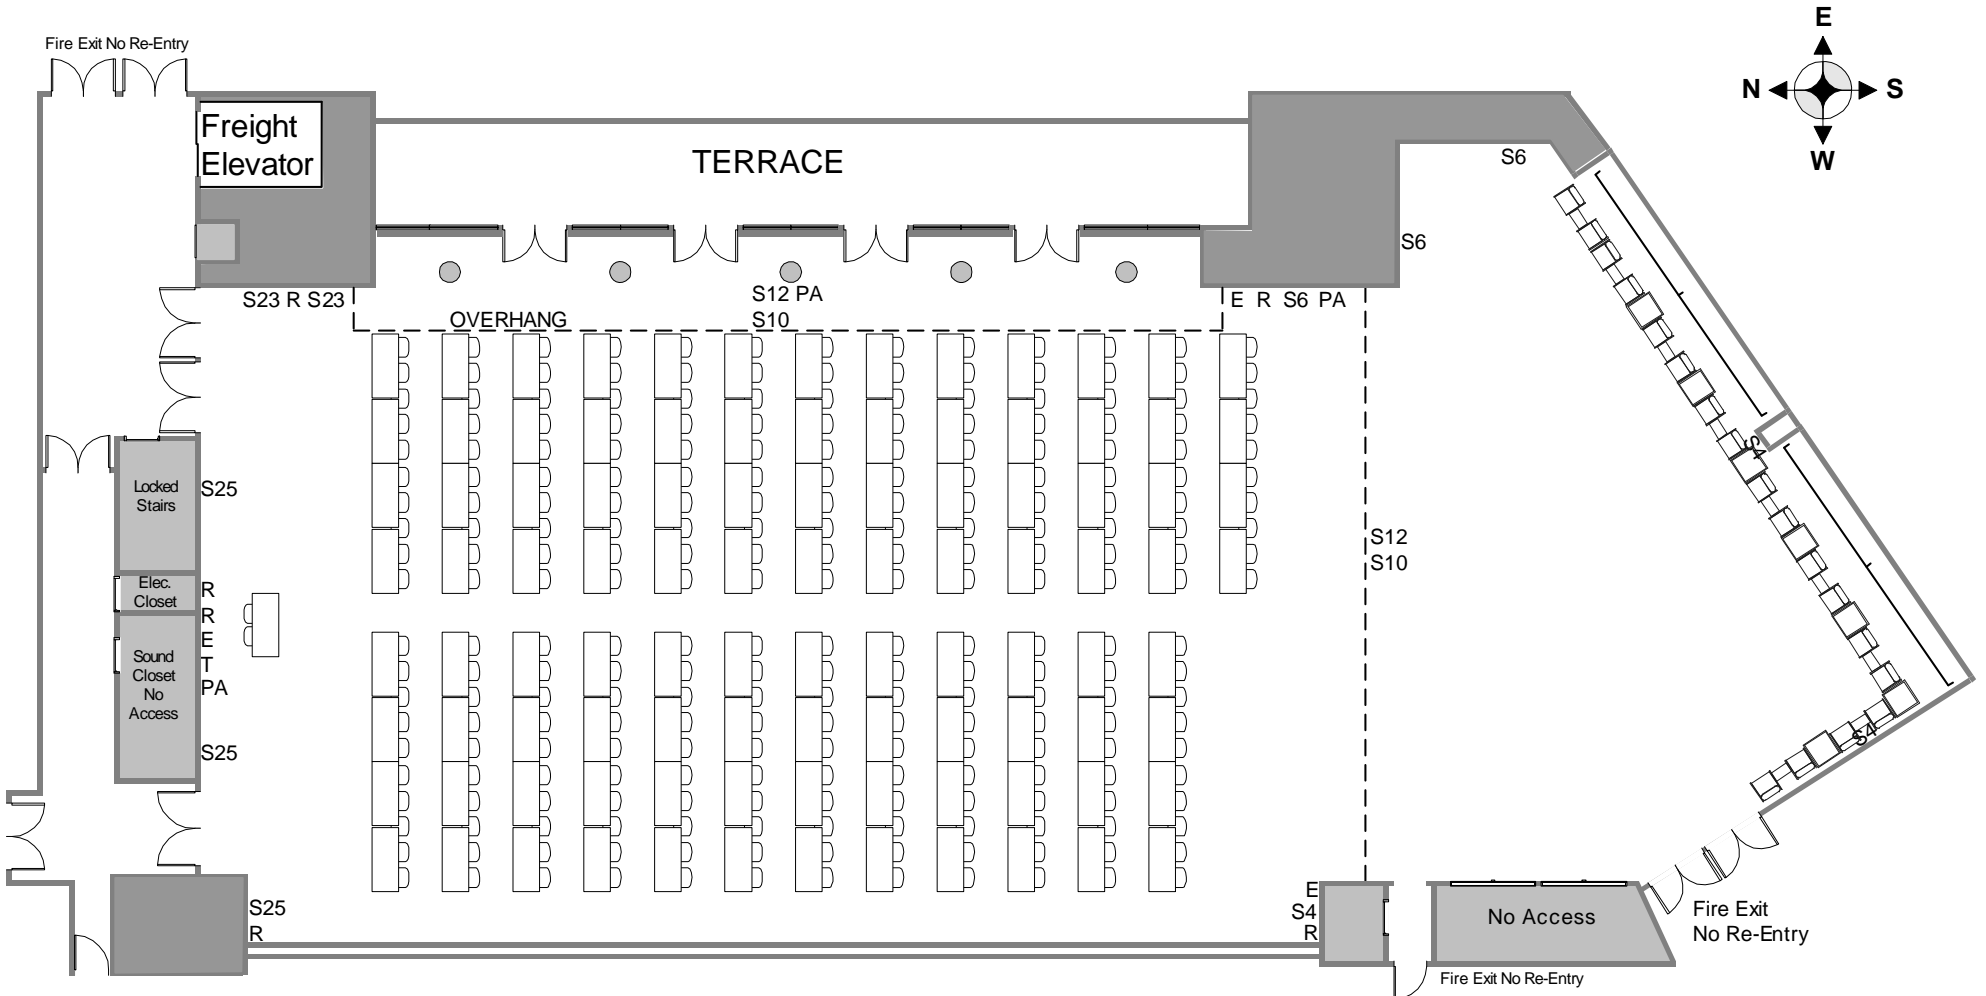 E
Fire Exit No Re-Entry
N
S
W
Freight
Elevator
TERRACE
S6
S6
S23 R S23
S12 PA
S10
OVERHANG
E R S6 PA
S4
Locked
Stairs
S25
S12
S10
Elec.
Closet
R
R
E
T
PA
Sound
Closet
No
Access
S25
S4
E
S4
R
S25
R
No Access
Fire Exit
No Re-Entry
Fire Exit No Re-Entry